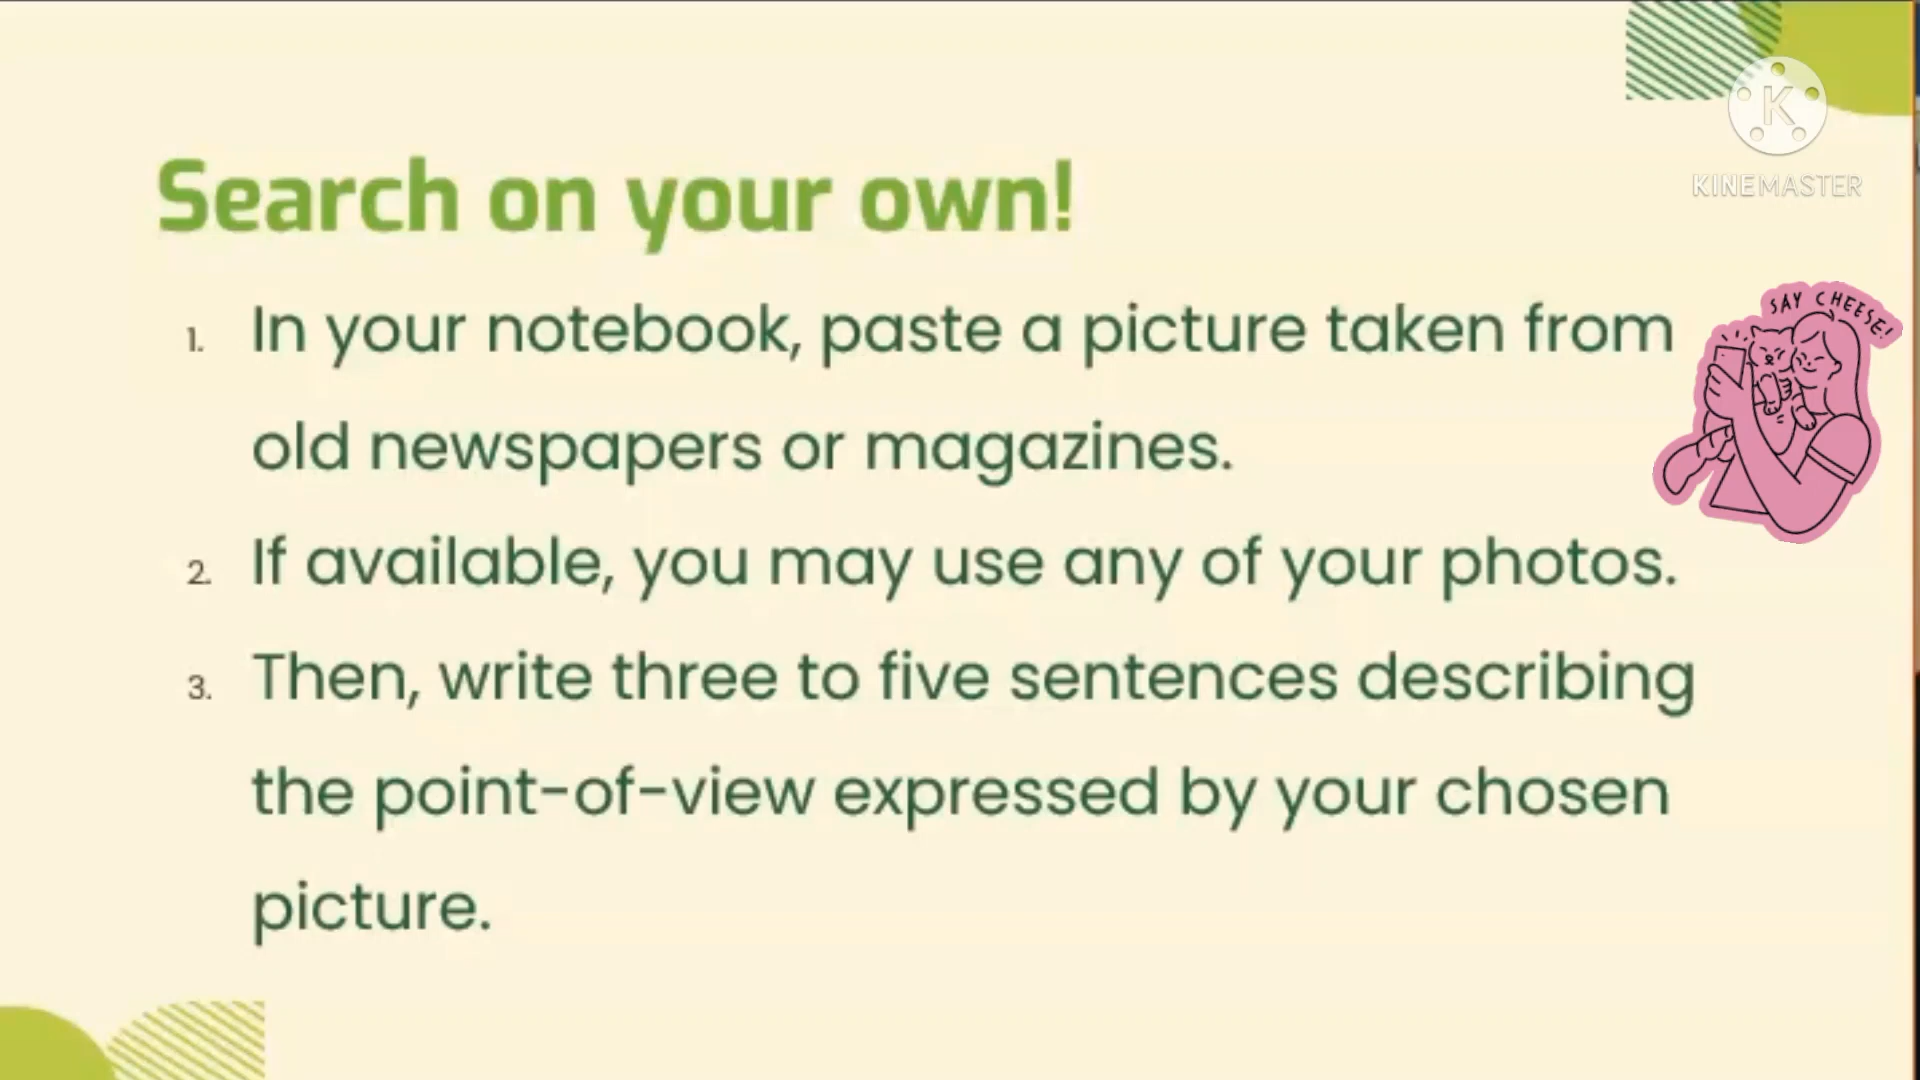 K
KINEMASTER
Search on your own!
SAY CHEESE!
1. In your notebook, paste a picture taken from
old newspapers or magazines.
2. If available, you may use any of your photos.
3. Then, write three to five sentences describing
the point-of-view expressed by your chosen
picture.